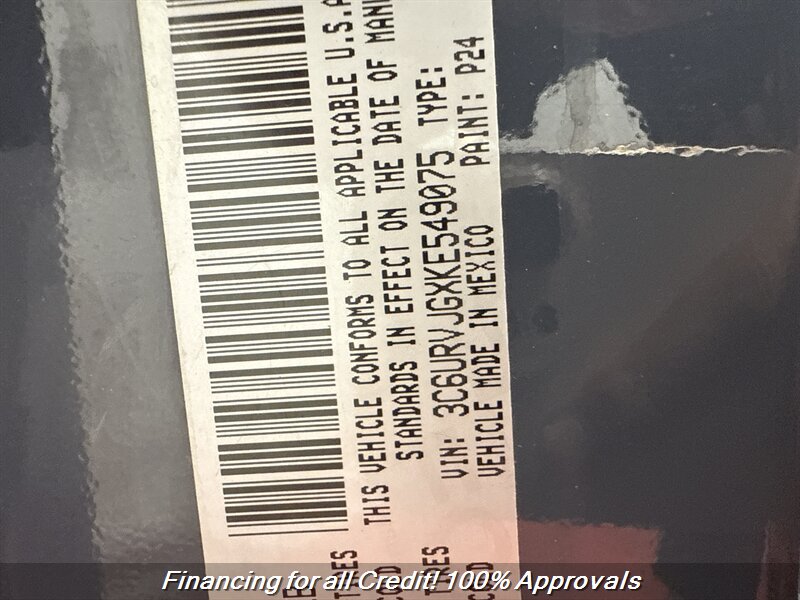 THIS VEHICLE CONFORMS TO ALL APPLICABLE U.S.A
STANDARDS IN EFFECT ON THE DATE OF MANU
VIN: 3C6URVJGXKE549075 TYPE:
VEHICLE MADE IN MEXICO PAINT: P24
Financing for all Credit! 100% Approvals